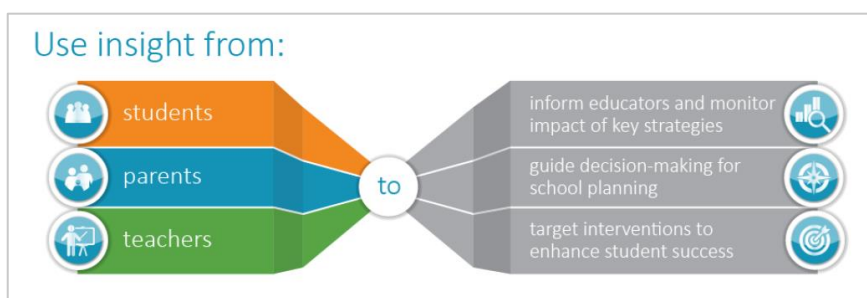 Use insight from:
students
parents
teachers
to
inform educators and monitor
impact of key strategies
guide decision-making for
school planning
target interventions to
enhance student success